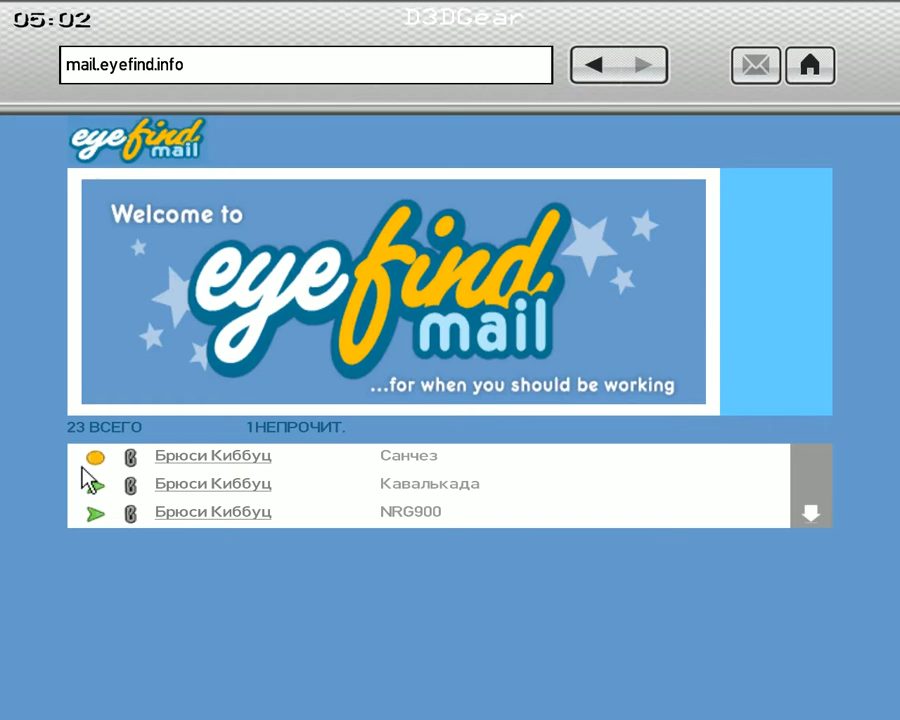 05:02
D3DGear
mail.eyefind.info
eyefind mail
Welcome to
eyefind
mail
...for when you should be working
23 ВСЕГО 1НЕПРОЧИТ.
Брюси Киббуц Санчез
Брюси Киббуц Кавалькада
Брюси Киббуц NRG900